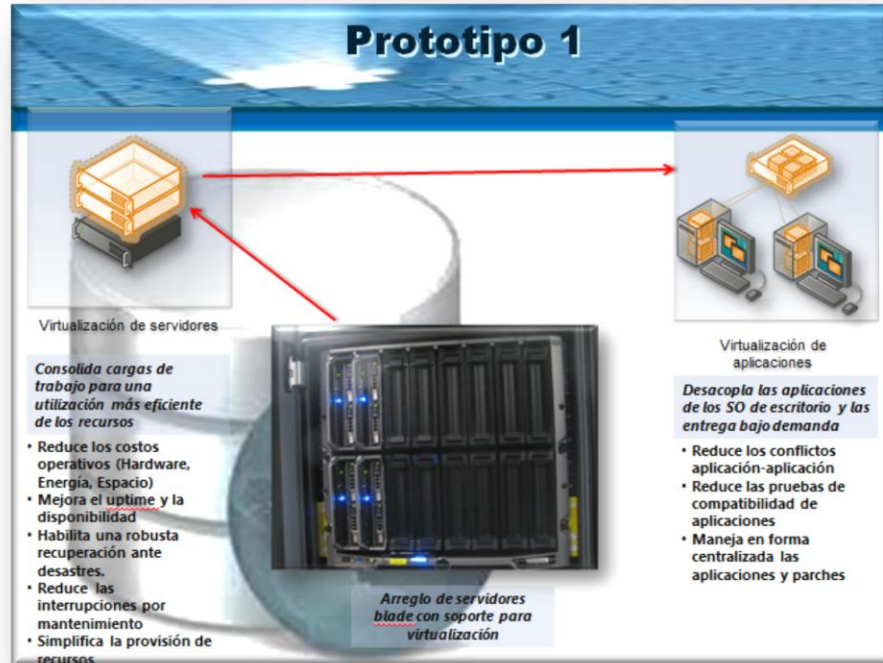 Prototipo 1
Virtualización de servidores
Consolida cargas de
trabajo para una
utilización más eficiente
de los recursos
• Reduce los costos
operativos (Hardware,
Energía, Espacio)
• Mejora el uptime y la
disponibilidad
• Habilita una robusta
recuperación ante
desastres.
• Reduce las
interrupciones por
mantenimiento
• Simplifica la provisión de
recursos
Arreglo de servidores
blade con soporte para
virtualización
Virtualización de
aplicaciones
Desacopla las aplicaciones
de los SO de escritorio y las
entrega bajo demanda
• Reduce los conflictos
aplicación-aplicación
• Reduce las pruebas de
compatibilidad de
aplicaciones
• Maneja en forma
centralizada las
aplicaciones y parches